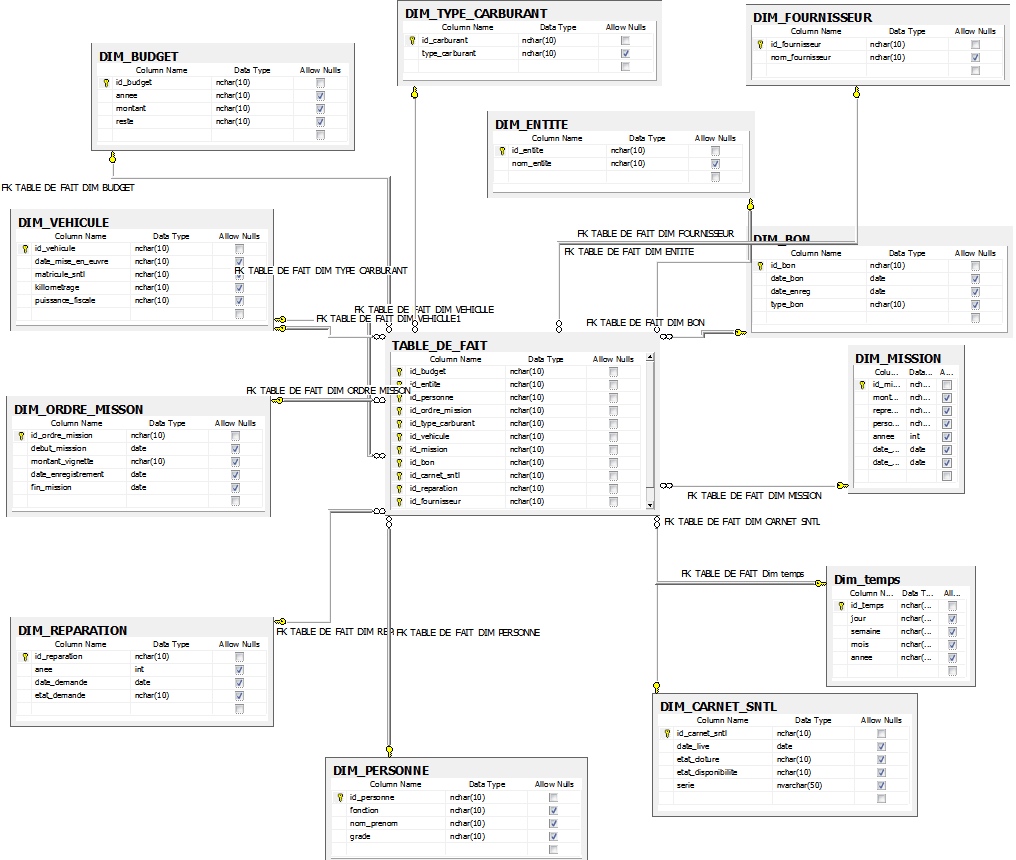 DIM_TYPE_CARBURANT
Column Name Data Type Allow Nulls
id_carburant nchar(10)
type_carburant nchar(10)
DIM_FOURNISSEUR
Column Name Data Type Allow Nulls
id_fournisseur nchar(10)
nom_fournisseur nchar(10)
DIM_BUDGET
Column Name Data Type Allow Nulls
id_budget nchar(10)
annee nchar(10)
montant nchar(10)
reste nchar(10)
DIM_ENTITE
Column Name Data Type Allow Nulls
id_entite nchar(10)
nom_entite nchar(10)
FK TABLE DE FAIT DIM BUDGET
DIM_VEHICULE
Column Name Data Type Allow Nulls
id_vehicule nchar(10)
date_mise_en_euvre nchar(10)
matricule_sntl nchar(10)
killometrage nchar(10)
puissance_fiscale nchar(10)
FK TABLE DE FAIT DIM FOURNISSEUR
FK TABLE DE FAIT DIM ENTITE
DIM_BON
Column Name Data Type Allow Nulls
id_bon nchar(10)
date_bon date
date_enreg date
type_bon nchar(10)
FK TABLE DE FAIT DIM TYPE CARBURANT
FK TABLE DE FAIT DIM VEHICULE
FK TABLE DE FAIT DIM VEHICULE1
FK TABLE DE FAIT DIM BON
TABLE_DE_FAIT
Column Name Data Type Allow Nulls
id_budget nchar(10)
id_entite nchar(10)
id_personne nchar(10)
id_ordre_mission nchar(10)
id_type_carburant nchar(10)
id_vehicule nchar(10)
id_mission nchar(10)
id_bon nchar(10)
id_carnet_sntl nchar(10)
id_reparation nchar(10)
id_fournisseur nchar(10)
DIM_MISSION
Colu... Data... A...
id_mi... nch...
mont... nch...
repre... nch...
perso... nch...
annee int
date_... date
date_... date
FK TABLE DE FAIT DIM ORDRE MISSON
DIM_ORDRE_MISSON
Column Name Data Type Allow Nulls
id_ordre_mission nchar(10)
debut_misssion date
montant_vignette nchar(10)
date_enregistrement date
fin_mission date
FK TABLE DE FAIT DIM MISSION
FK TABLE DE FAIT DIM CARNET SNTL
FK TABLE DE FAIT Dim temps
Dim_temps
Column N... Data T... All...
id_temps nchar(...
jour nchar(...
semaine nchar(...
mois nchar(...
annee nchar(...
DIM_REPARATION
Column Name Data Type Allow Nulls
id_reparation nchar(10)
anee int
date_demande date
etat_demande nchar(10)
FK TABLE DE FAIT DIM REP
FK TABLE DE FAIT DIM PERSONNE
DIM_CARNET_SNTL
Column Name Data Type Allow Nulls
id_carnet_sntl nchar(10)
date_live date
etat_cloture nchar(10)
etat_disponibilite nchar(10)
serie nvarchar(50)
DIM_PERSONNE
Column Name Data Type Allow Nulls
id_personne nchar(10)
fonction nchar(10)
nom_prenom nchar(10)
grade nchar(10)